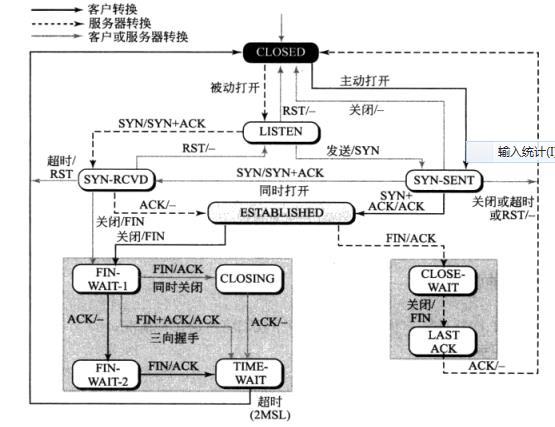 客户转换
服务器转换
客户或服务器转换
CLOSED
被动打开
主动打开
RST/–
关闭/–
SYN/SYN+ACK
LISTEN
输入统计(I)
超时/
RST
RST/–
发送/SYN
SYN-RCVD
SYN/SYN+ACK
同时打开
SYN-SENT
ACK/–
SYN+
ACK/ACK
关闭或超时
或RST/–
关闭/FIN
ESTABLISHED
关闭/FIN
FIN/ACK
FIN-
WAIT-1
FIN/ACK
同时关闭
CLOSING
CLOSE-
WAIT
ACK/–
FIN+ACK/ACK
三向握手
ACK/–
关闭/
FIN
LAST
ACK
FIN-
WAIT-2
FIN/ACK
TIME-
WAIT
ACK/–
超时
(2MSL)